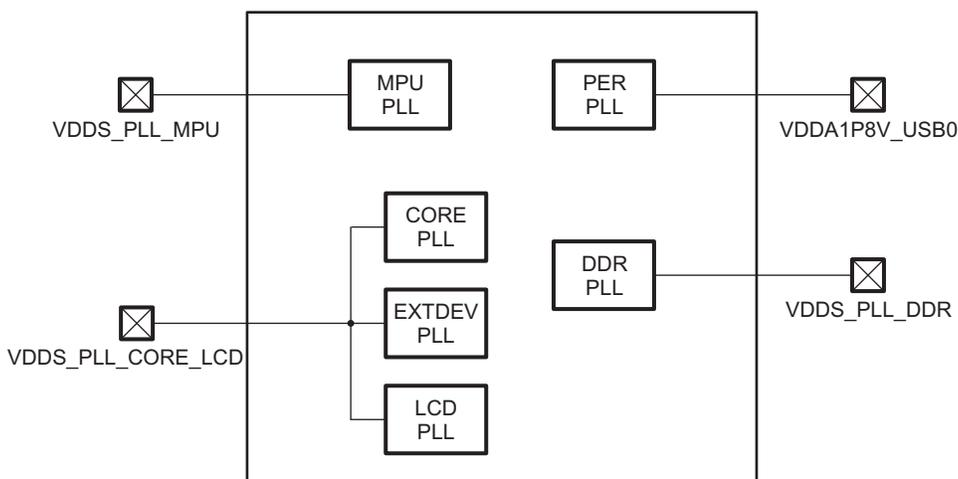 MPU
PLL
PER
PLL
VDDS_PLL_MPU
VDDA1P8V_USB0
CORE
PLL
DDR
PLL
EXTDEV
PLL
VDDS_PLL_DDR
VDDS_PLL_CORE_LCD
LCD
PLL